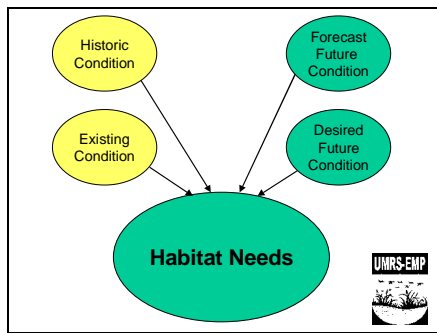 Historic
Condition
Forecast
Future
Condition
Existing
Condition
Desired
Future
Condition
Habitat Needs
UMRS-EMP